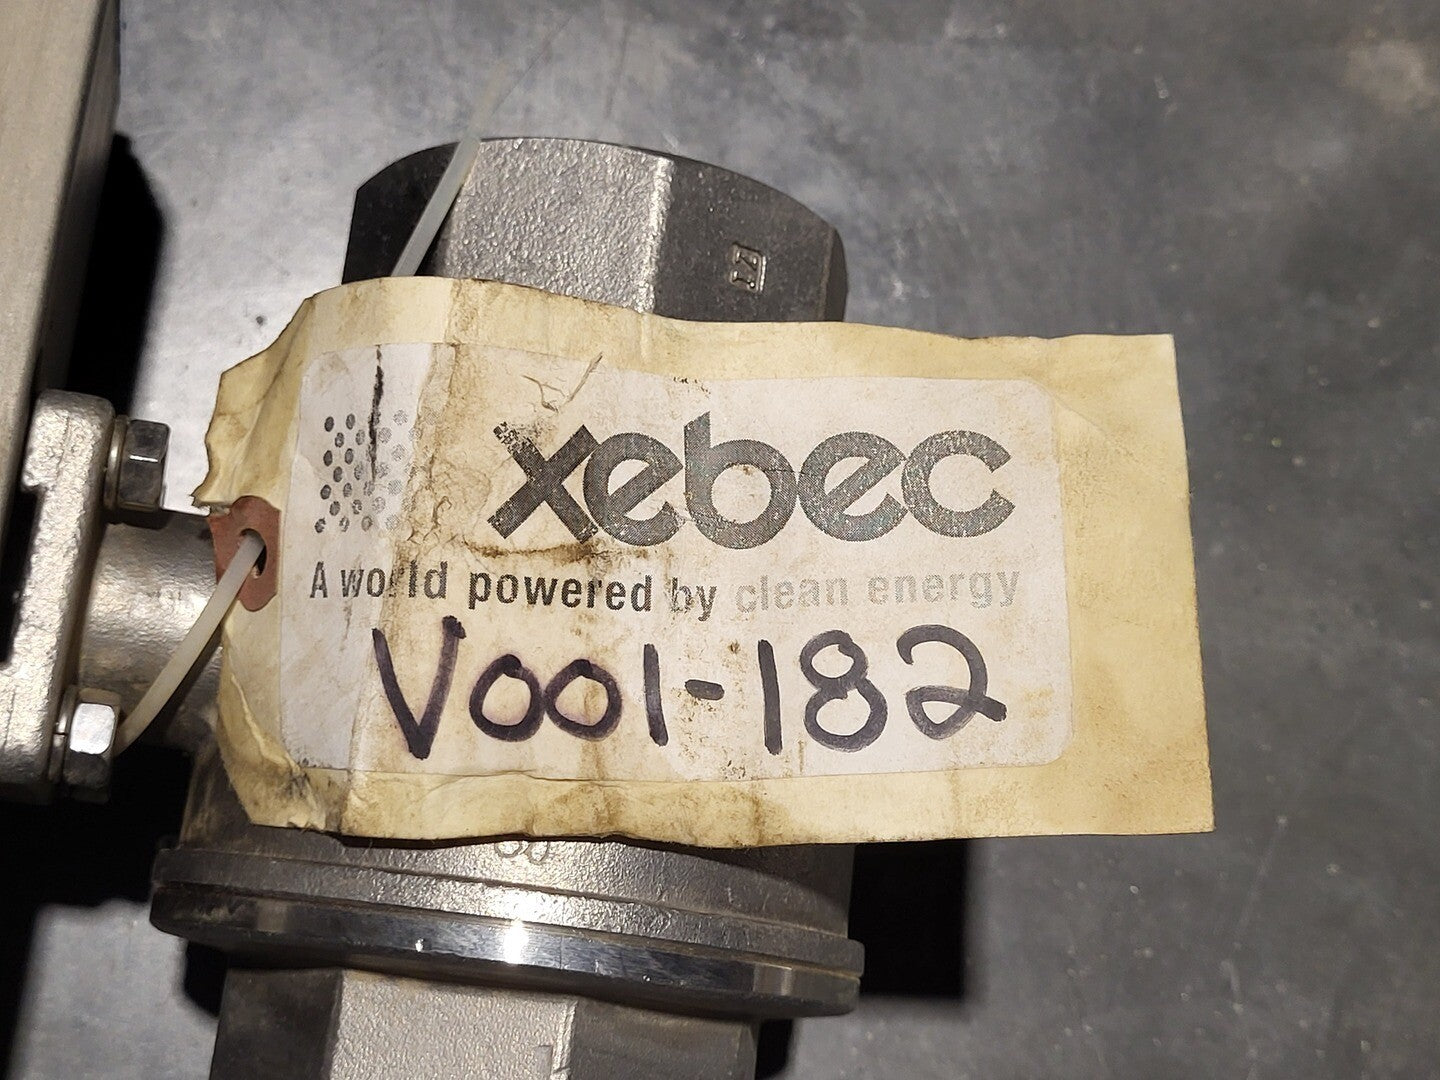 xebec
A world powered by clean energy
V001-182